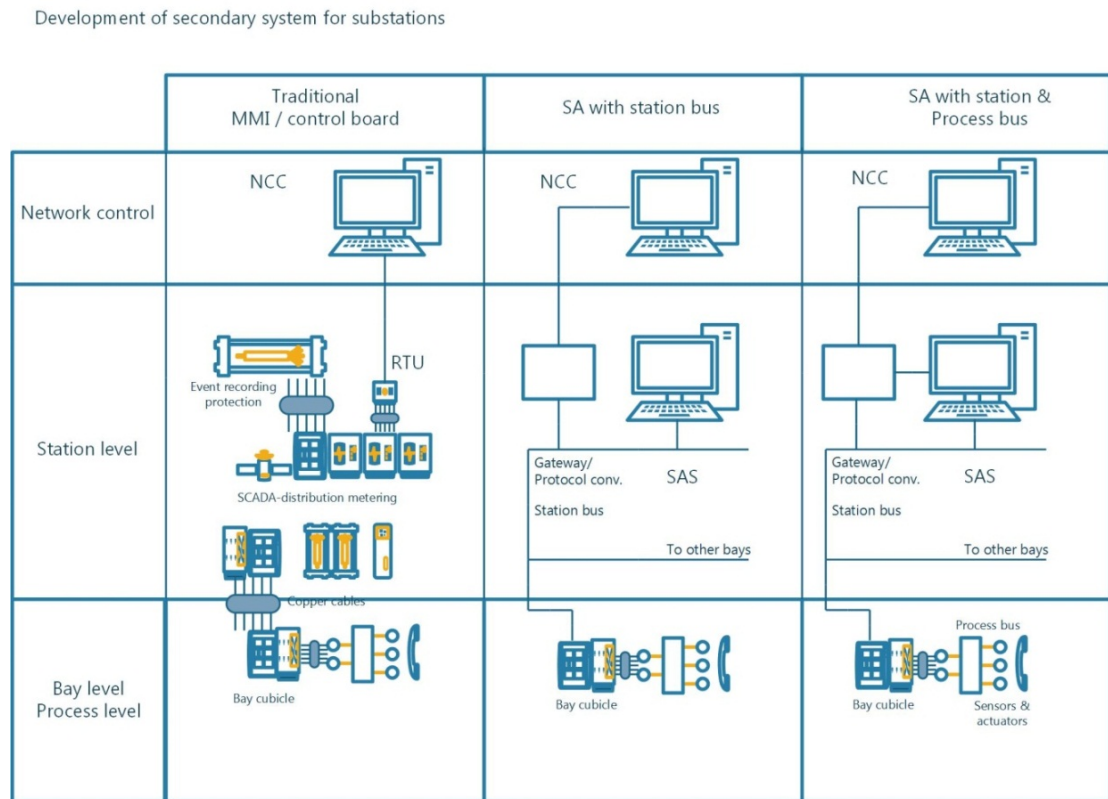 Development of secondary system for substations
Traditional
MMI / control board
SA with station bus
SA with station &
Process bus
Network control
NCC
NCC
NCC
Station level
Event recording
protection
RTU
SCADA-distribution metering
Copper cables
Gateway/
Protocol conv.
SAS
Station bus
To other bays
Gateway/
Protocol conv.
SAS
Station bus
To other bays
Bay level
Process level
Bay cubicle
Bay cubicle
Process bus
Bay cubicle
Sensors &
actuators